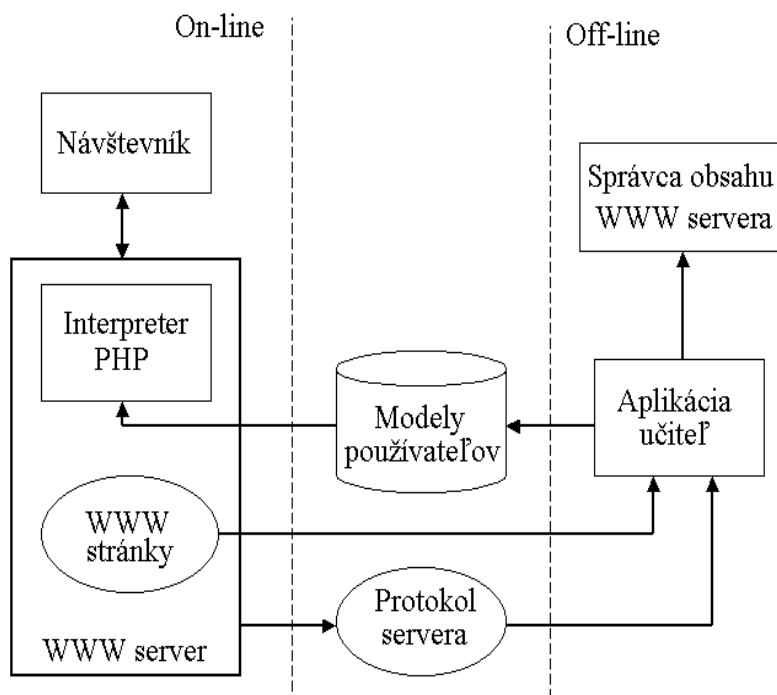 On-line
Off-line
Návštevník
Správca obsahu
WWW servera
Interpreter
PHP
Modely
používateľov
Aplikácia
učiteľ
WWW
stránky
Protokol
servera
WWW server